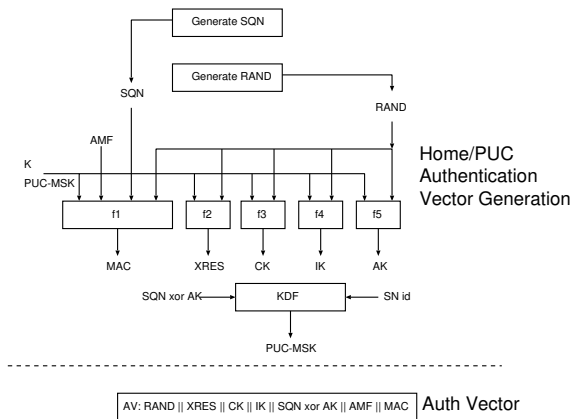 Generate SQN
Generate RAND
SQN
RAND
AMF
K
PUC-MSK
Home/PUC
Authentication
Vector Generation
f1 f2 f3 f4 f5
MAC XRES CK IK AK
SQN xor AK KDF SN id
PUC-MSK
AV: RAND || XRES || CK || IK || SQN xor AK || AMF || MAC
Auth Vector